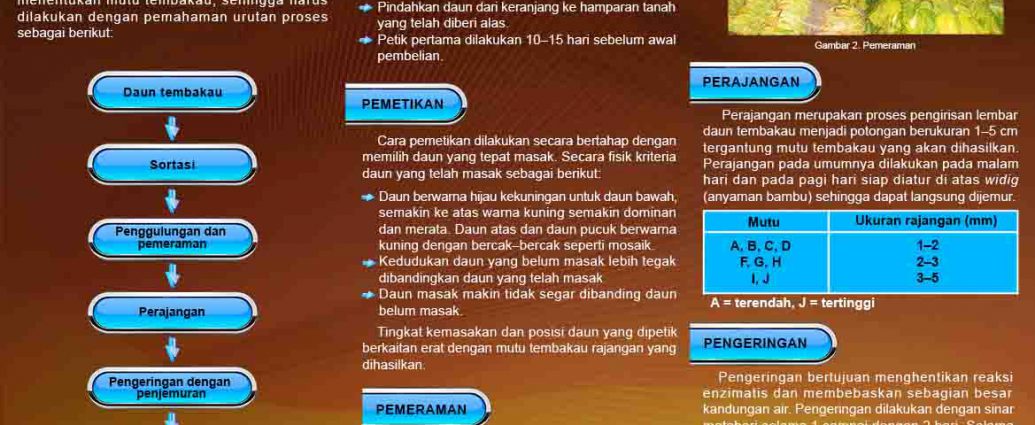 menentukan mutu tembakau, sehingga harus
dilakukan dengan pemahaman urutan proses
sebagai berikut:
Daun tembakau
Sortasi
Penggulungan dan
pemeraman
Perajangan
Pengeringan dengan
penjemuran
Pindahkan daun dari keranjang ke hamparan tanah
yang telah diberi alas.
Petik pertama dilakukan 10–15 hari sebelum awal
pembelian.
PEMETIKAN
Cara pemetikan dilakukan secara bertahap dengan
memilih daun yang tepat masak. Secara fisik kriteria
daun yang telah masak sebagai berikut:
Daun berwarna hijau kekuningan untuk daun bawah,
semakin ke atas warna kuning semakin dominan
dan merata. Daun atas dan daun pucuk berwarna
kuning dengan bercak–bercak seperti mosaik.
Kedudukan daun yang belum masak lebih tegak
dibandingkan daun yang telah masak
Daun masak makin tidak segar dibanding daun
belum masak.
Tingkat kemasakan dan posisi daun yang dipetik
berkaitan erat dengan mutu tembakau rajangan yang
dihasilkan.
PEMERAMAN
Gambar 2. Pemeraman
PERAJANGAN
Perajangan merupakan proses pengirisan lembar
daun tembakau menjadi potongan berukuran 1–5 cm
tergantung mutu tembakau yang akan dihasilkan.
Perajangan pada umumnya dilakukan pada malam
hari dan pada pagi hari siap diatur di atas widig
(anyaman bambu) sehingga dapat langsung dijemur.
Mutu Ukuran rajangan (mm)
A, B, C, D 1–2
F, G, H 2–3
I, J 3–5
A = terendah, J = tertinggi
PENGERINGAN
Pengeringan bertujuan menghentikan reaksi
enzimatis dan membebaskan sebagian besar
kandungan air. Pengeringan dilakukan dengan sinar
matahari selama 1 sampai dengan 2 hari. Selama